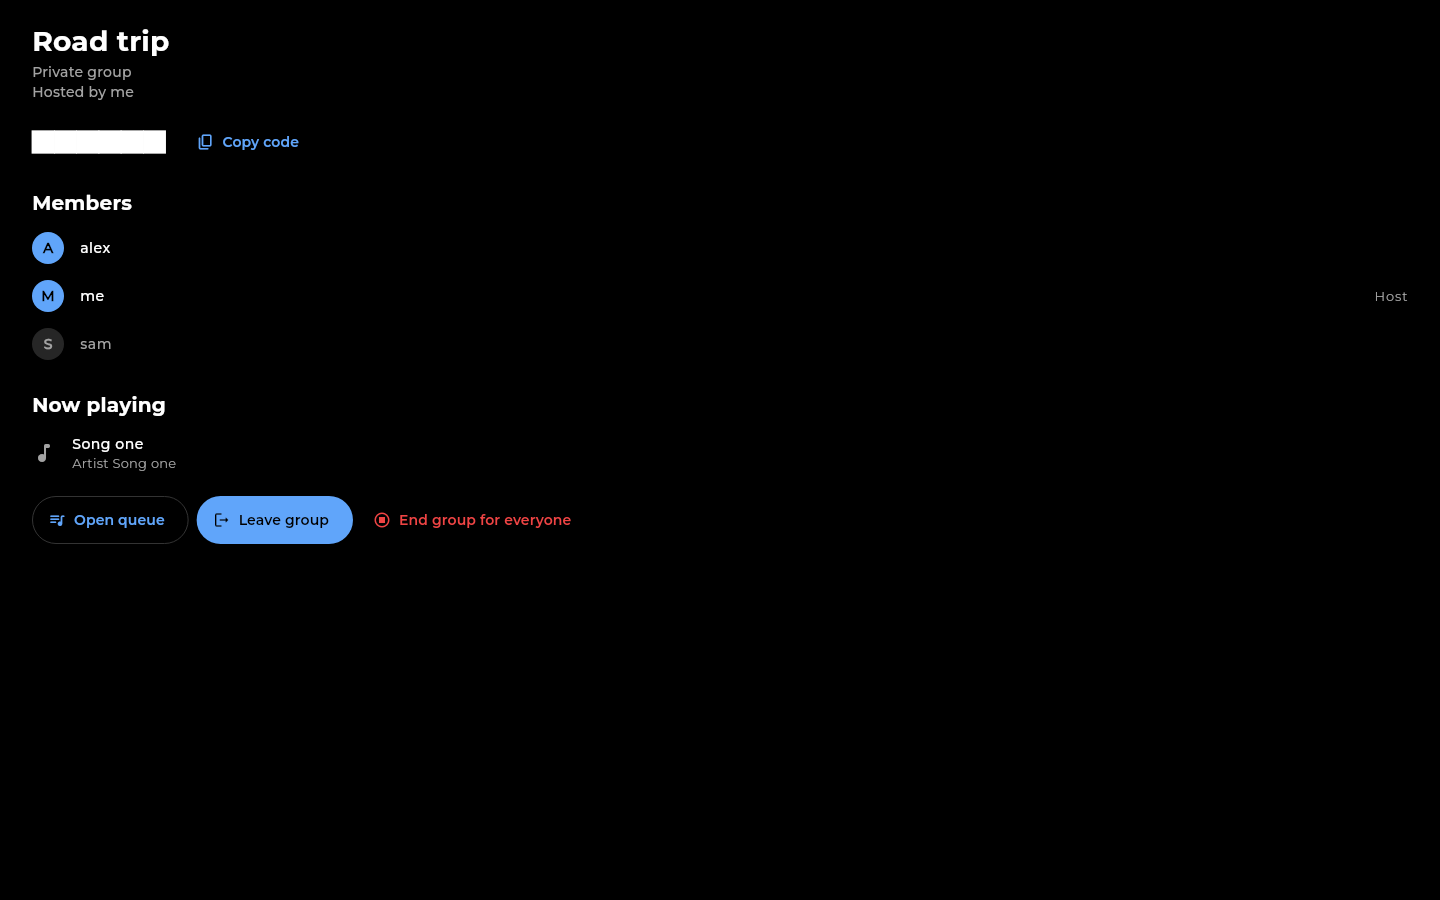 Road trip
Private group
Hosted by me
Copy code
Members
A alex
M me Host
S sam
Now playing
Song one
Artist Song one
Open queue Leave group End group for everyone